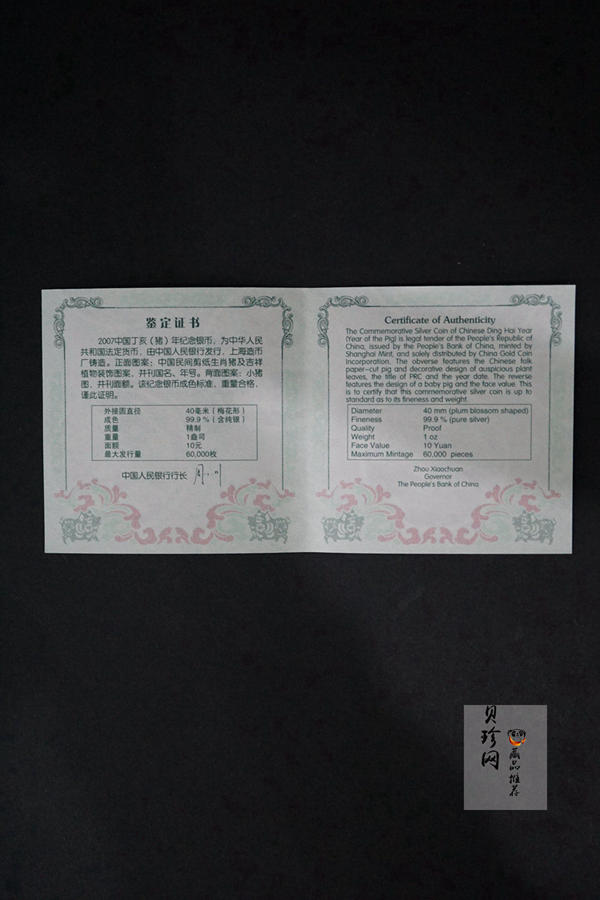 鉴定证书
2007中国丁亥（猪）年纪念银币，为中华人民
共和国法定货币，由中国人民银行发行，上海造币
厂铸造。正面图案：中国民间剪纸生肖猪及吉祥
植物装饰图案，并刊国名、年号。背面图案：小猪
图，并刊面额。该纪念银币成色标准，重量合格，
谨此证明。
外接圆直径 40毫米（梅花形）
成色 99.9％（含纯银）
质量 精制
重量 1盎司
面额 10元
最大发行量 60,000枚
中国人民银行行长
Certificate of Authenticity
The Commemorative Silver Coin of Chinese Ding Hai Year
(Year of the Pig) is legal tender of the People's Republic of
China, issued by the People's Bank of China, minted by
Shanghai Mint, and solely distributed by China Gold Coin
Incorporation. The obverse features the Chinese folk
paper-cut pig and decorative design of auspicious plant
leaves, the title of PRC and the year date. The reverse
features the design of a baby pig and the face value. This
is to certify that this commemorative silver coin is up to
standard as to its fineness and weight.
Diameter 40 mm (plum blossom shaped)
Fineness 99.9 % (pure silver)
Quality Proof
Weight 1 oz
Face Value 10 Yuan
Maximum Mintage 60,000 pieces
Zhou Xiaochuan
Governor
The People's Bank of China
贝珍网
藏品推荐